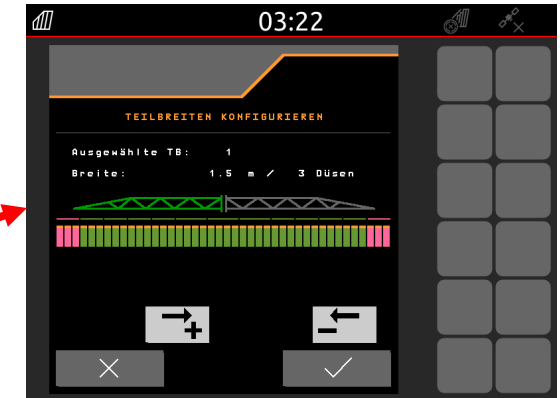 03:22
TEILBREITEN KONFIGURIEREN
Ausgewählte TB: 1
Breite: 1.5 m / 3 Düsen